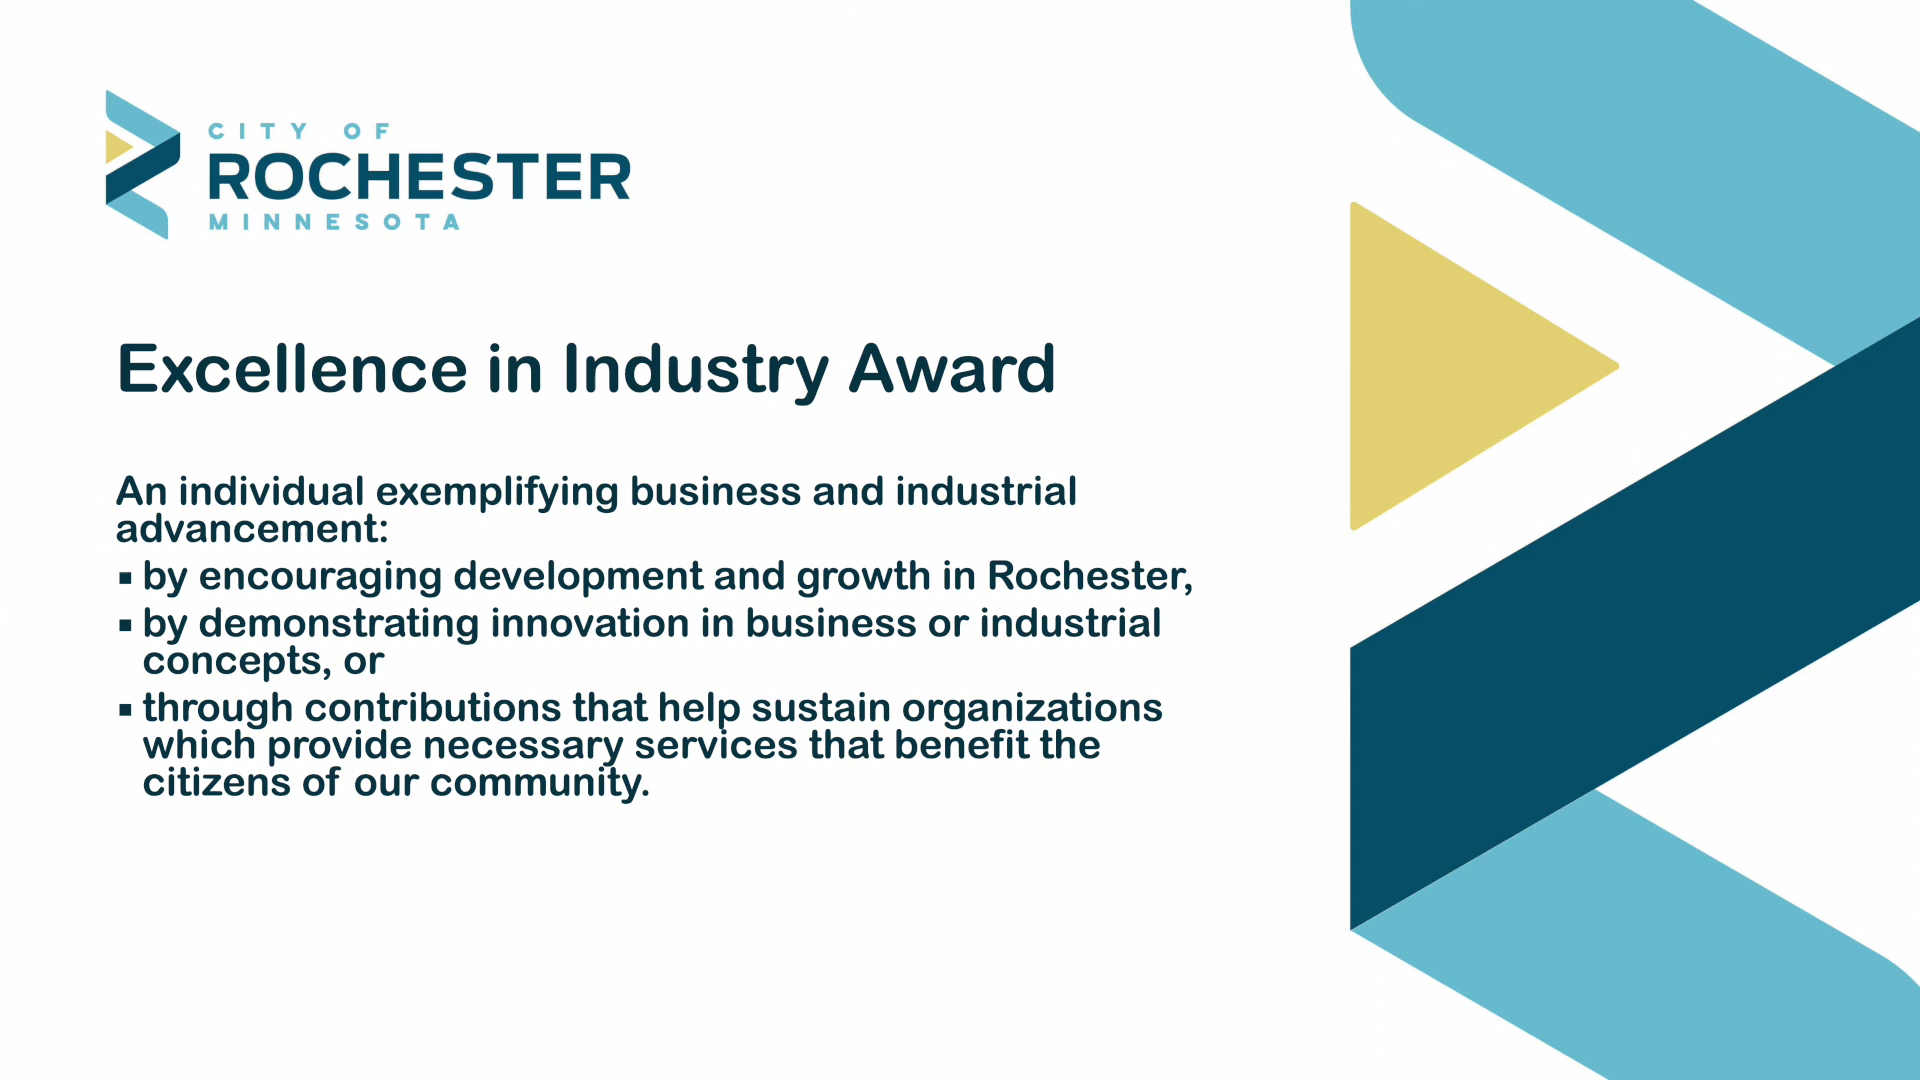 CITY OF
ROCHESTER
MINNESOTA
Excellence in Industry Award
An individual exemplifying business and industrial
advancement:
▪ by encouraging development and growth in Rochester,
▪ by demonstrating innovation in business or industrial
concepts, or
▪ through contributions that help sustain organizations
which provide necessary services that benefit the
citizens of our community.